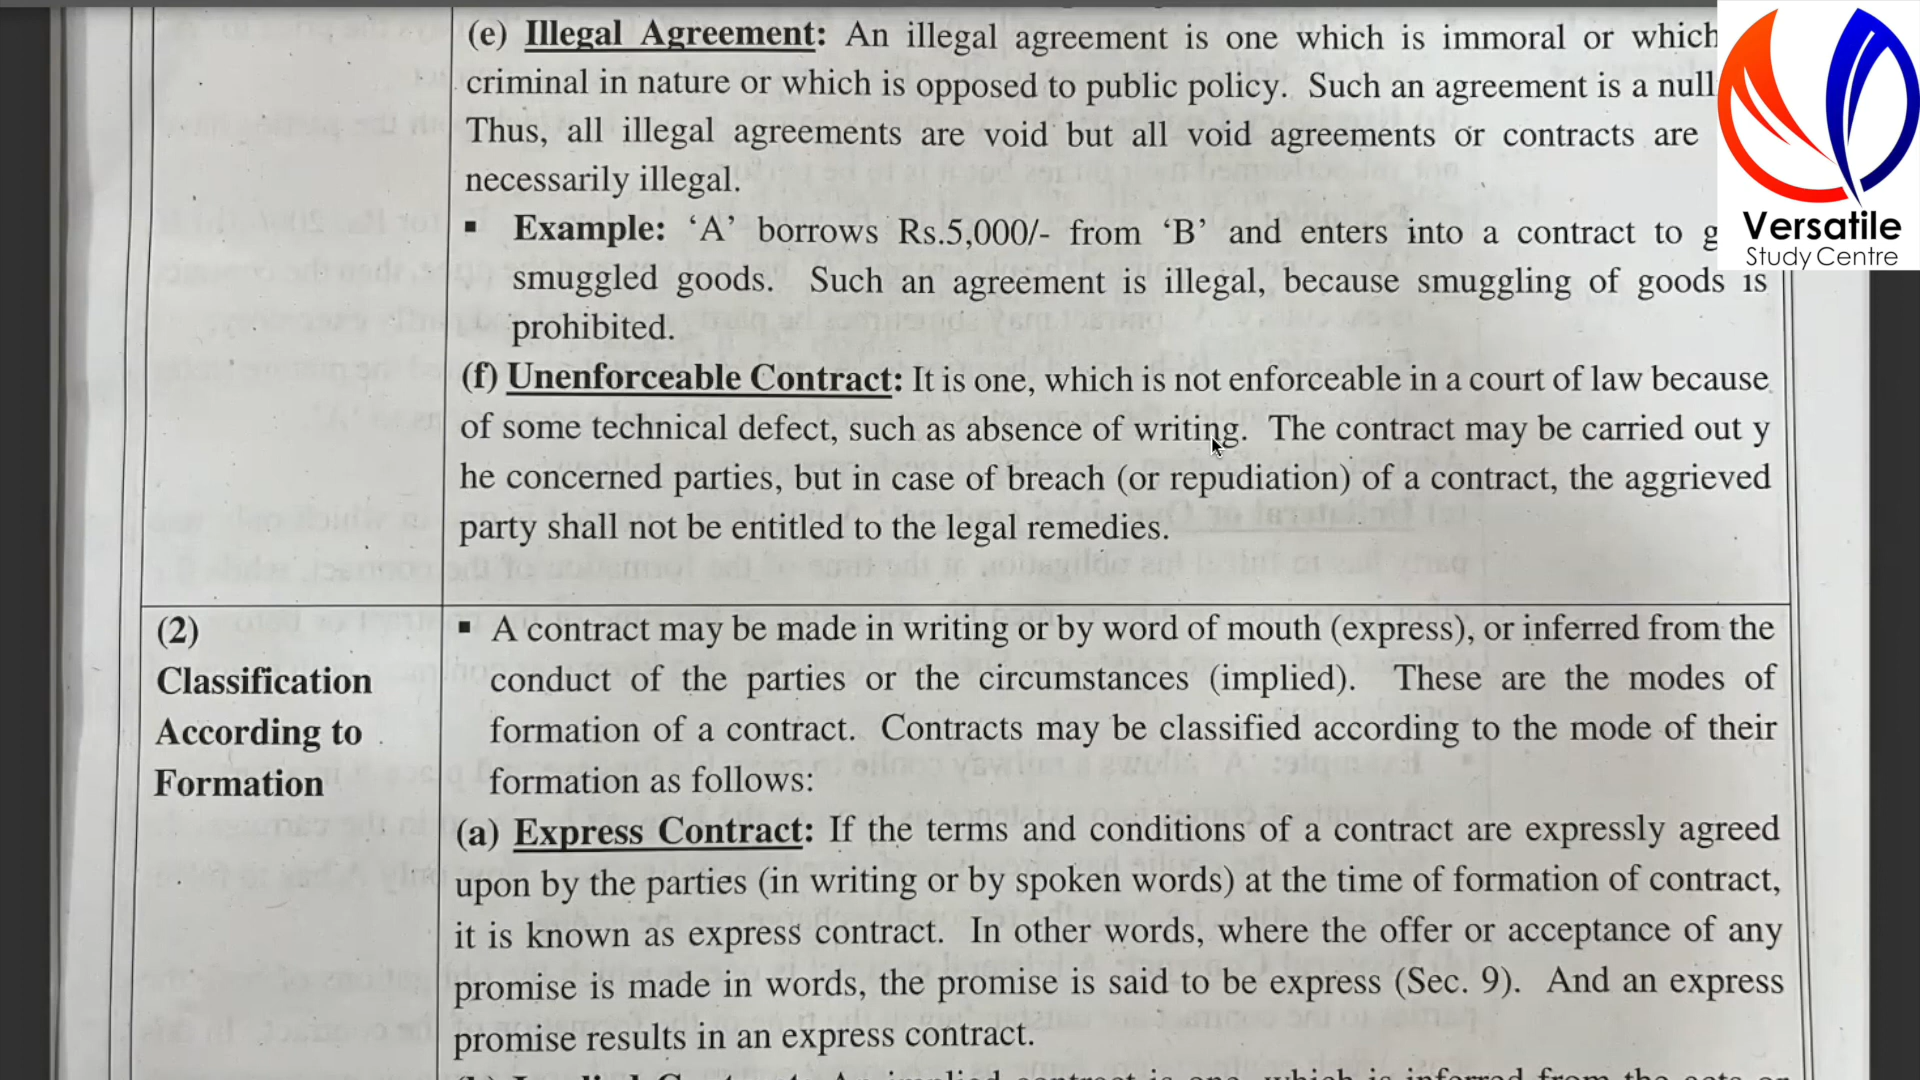 (e) Illegal Agreement: An illegal agreement is one which is immoral or which
criminal in nature or which is opposed to public policy. Such an agreement is a null
Thus, all illegal agreements are void but all void agreements or contracts are
necessarily illegal.
▪ Example: ‘A’ borrows Rs.5,000/- from ‘B’ and enters into a contract to g
smuggled goods. Such an agreement is illegal, because smuggling of goods is
prohibited.
(f) Unenforceable Contract: It is one, which is not enforceable in a court of law because
of some technical defect, such as absence of writing. The contract may be carried out y
he concerned parties, but in case of breach (or repudiation) of a contract, the aggrieved
party shall not be entitled to the legal remedies.
(2)
Classification
According to
Formation
▪ A contract may be made in writing or by word of mouth (express), or inferred from the
conduct of the parties or the circumstances (implied). These are the modes of
formation of a contract. Contracts may be classified according to the mode of their
formation as follows:
(a) Express Contract: If the terms and conditions of a contract are expressly agreed
upon by the parties (in writing or by spoken words) at the time of formation of contract,
it is known as express contract. In other words, where the offer or acceptance of any
promise is made in words, the promise is said to be express (Sec. 9). And an express
promise results in an express contract.
Versatile
Study Centre